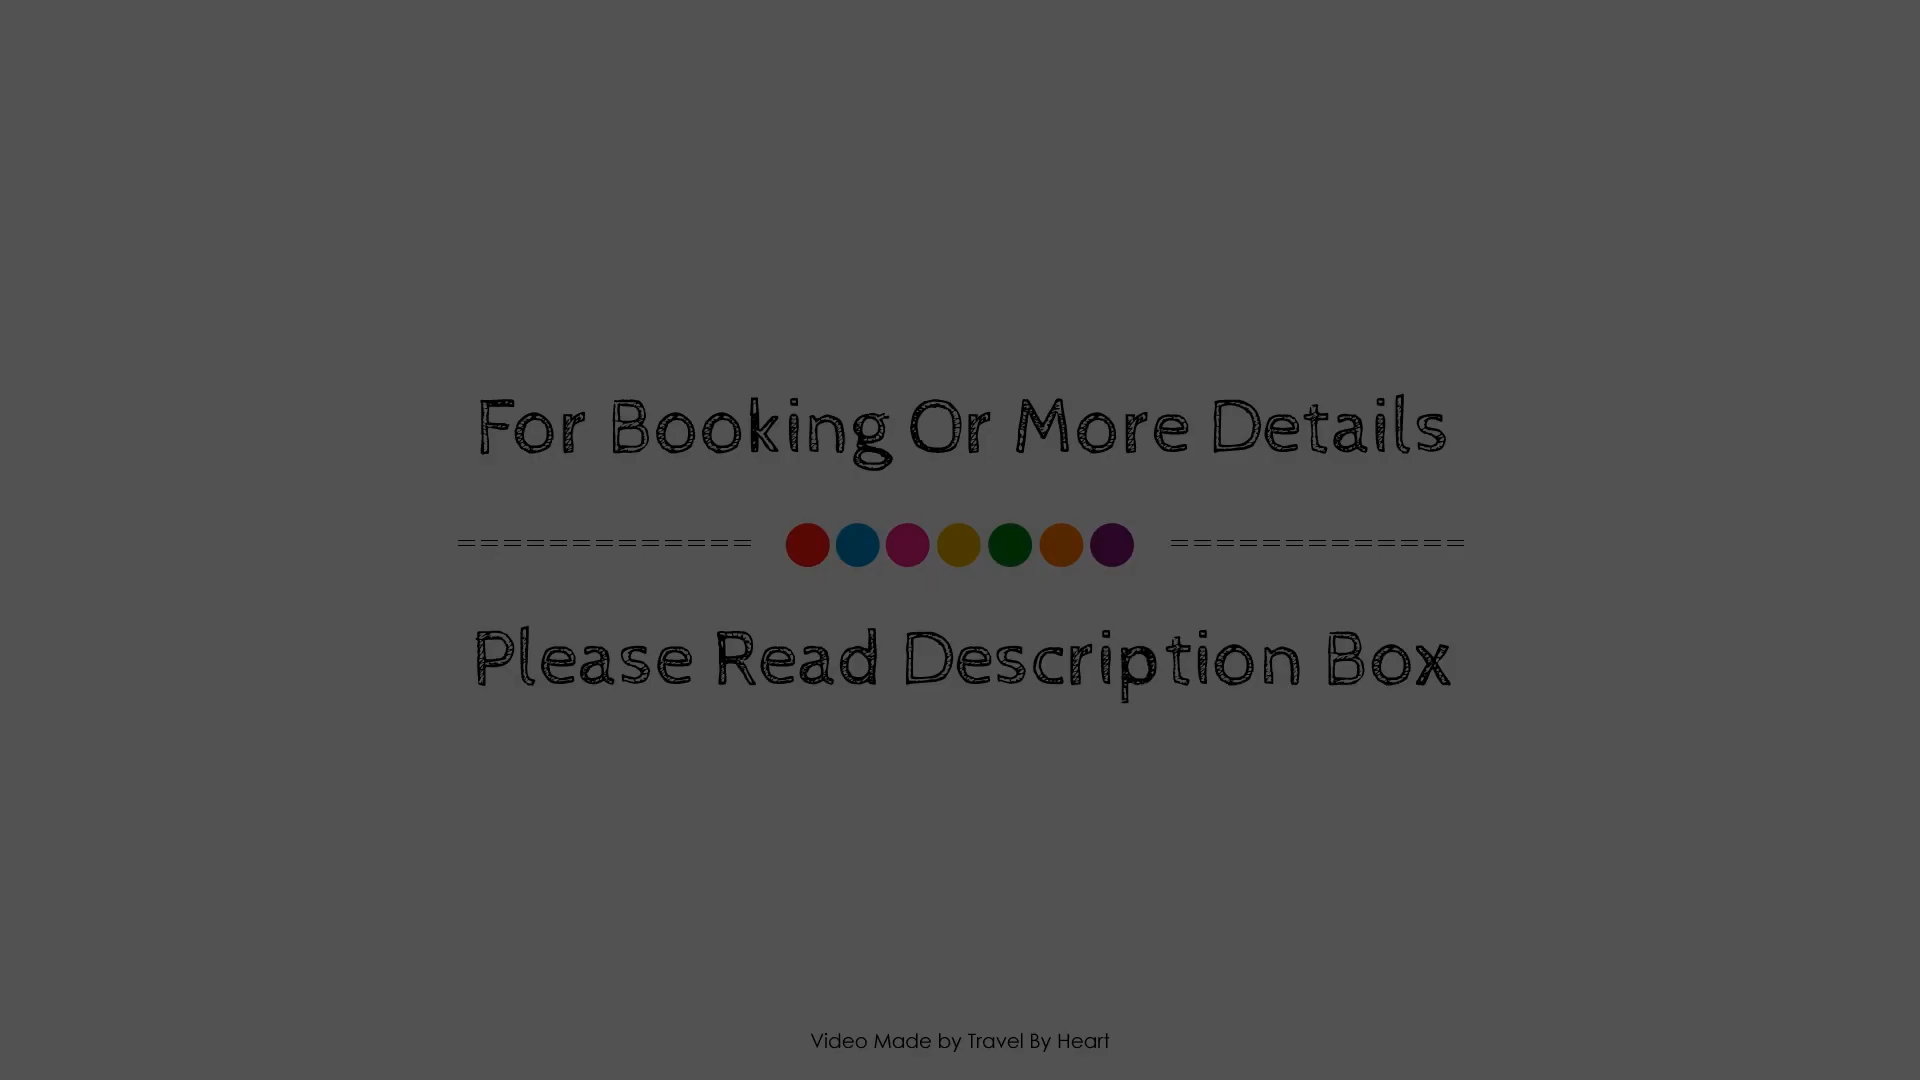 For Booking Or More Details
============= =============
Please Read Description Box
Video Made by Travel By Heart